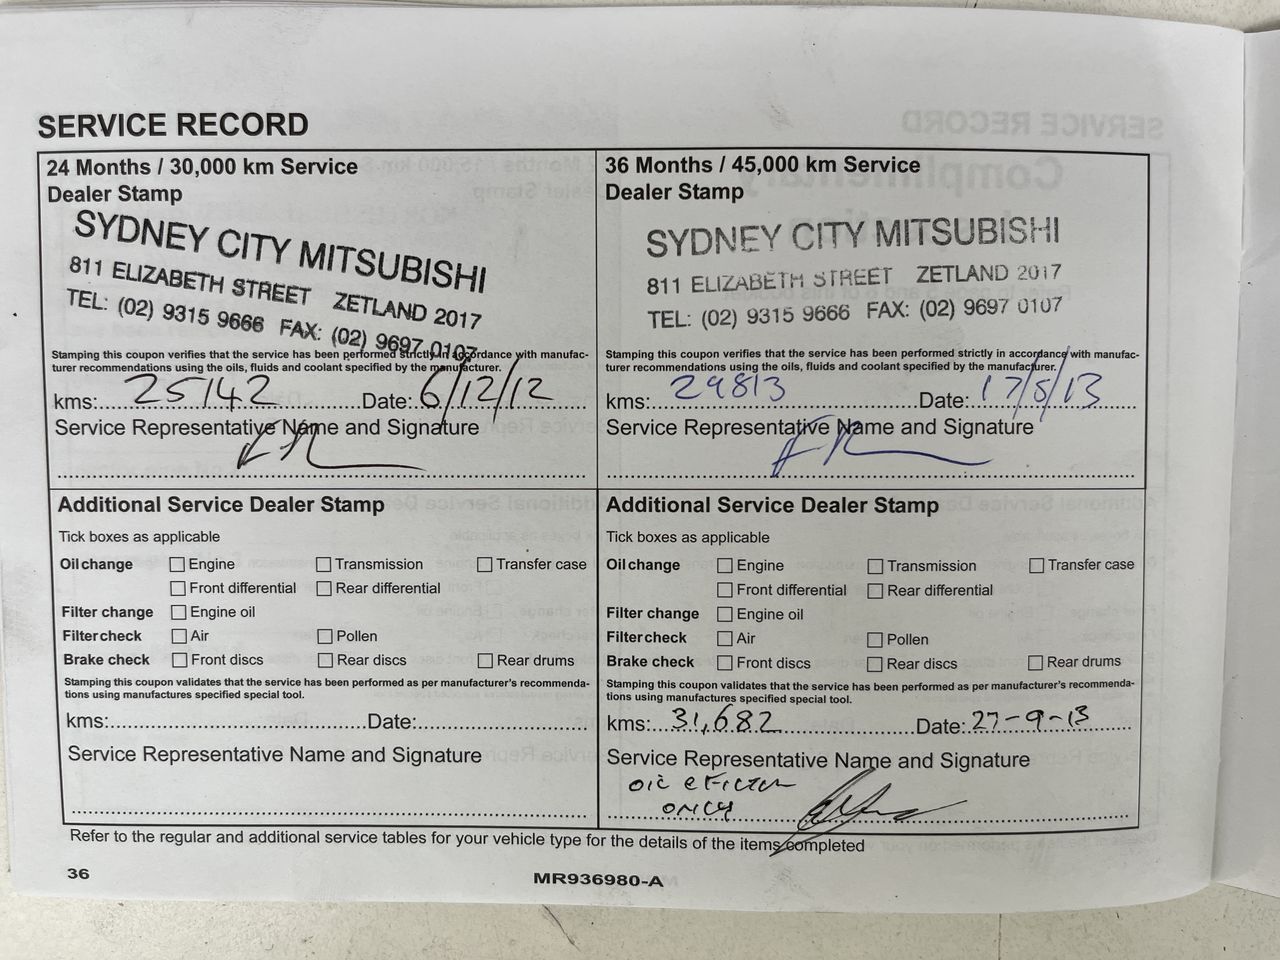 SERVICE RECORD
24 Months / 30,000 km Service
Dealer Stamp
SYDNEY CITY MITSUBISHI
811 ELIZABETH STREET ZETLAND 2017
TEL: (02) 9315 9666 FAX: (02) 9697 0107
Stamping this coupon verifies that the service has been performed strictly in accordance with manufac-
turer recommendations using the oils, fluids and coolant specified by the manufacturer.
kms: 25142 Date: 6/12/12
Service Representative Name and Signature
Additional Service Dealer Stamp
Tick boxes as applicable
Oil change Engine Transmission Transfer case
Front differential Rear differential
Filter change Engine oil
Filter check Air Pollen
Brake check Front discs Rear discs Rear drums
Stamping this coupon validates that the service has been performed as per manufacturer's recommenda-
tions using manufactures specified special tool.
kms: Date:
Service Representative Name and Signature
36 Months / 45,000 km Service
Dealer Stamp
SYDNEY CITY MITSUBISHI
811 ELIZABETH STREET ZETLAND 2017
TEL: (02) 9315 9666 FAX: (02) 9697 0107
Stamping this coupon verifies that the service has been performed strictly in accordance with manufac-
turer recommendations using the oils, fluids and coolant specified by the manufacturer.
kms: 29813 Date: 17/5/13
Service Representative Name and Signature
Additional Service Dealer Stamp
Tick boxes as applicable
Oil change Engine Transmission Transfer case
Front differential Rear differential
Filter change Engine oil
Filter check Air Pollen
Brake check Front discs Rear discs Rear drums
Stamping this coupon validates that the service has been performed as per manufacturer's recommenda-
tions using manufactures specified special tool.
kms: 31,682 Date: 27-9-13
Service Representative Name and Signature
OIL & FILTER
ONLY
Refer to the regular and additional service tables for your vehicle type for the details of the items completed
36
MR936980-A